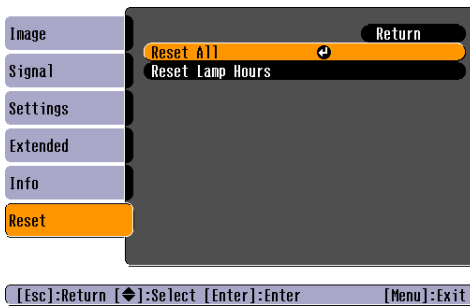 Image
Signal
Settings
Extended
Info
Reset
Return
Reset All
Reset Lamp Hours
[Esc]:Return [◆]:Select [Enter]:Enter [Menu]:Exit